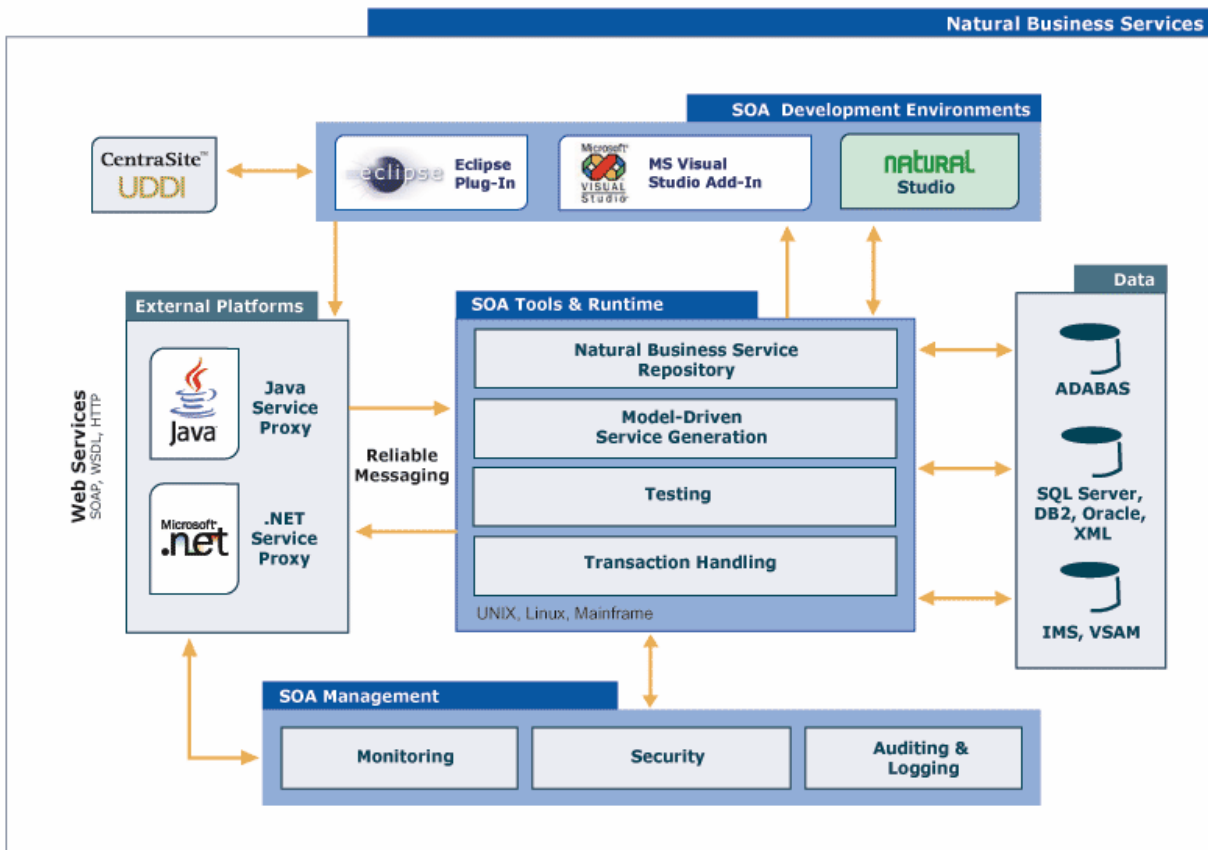 Natural Business Services
SOA Development Environments
CentraSite™
UDDI
eclipse
Eclipse
Plug-In
Microsoft®
VISUAL
Studio®
MS Visual
Studio Add-In
NATURAL
Studio
External Platforms
SOA Tools & Runtime
Data
Web Services
SOAP, WSDL, HTTP
Java
Java
Service
Proxy
Microsoft®
.net
.NET
Service
Proxy
Reliable
Messaging
Natural Business Service
Repository
Model-Driven
Service Generation
Testing
Transaction Handling
UNIX, Linux, Mainframe
ADABAS
SQL Server,
DB2, Oracle,
XML
IMS, VSAM
SOA Management
Monitoring
Security
Auditing &
Logging